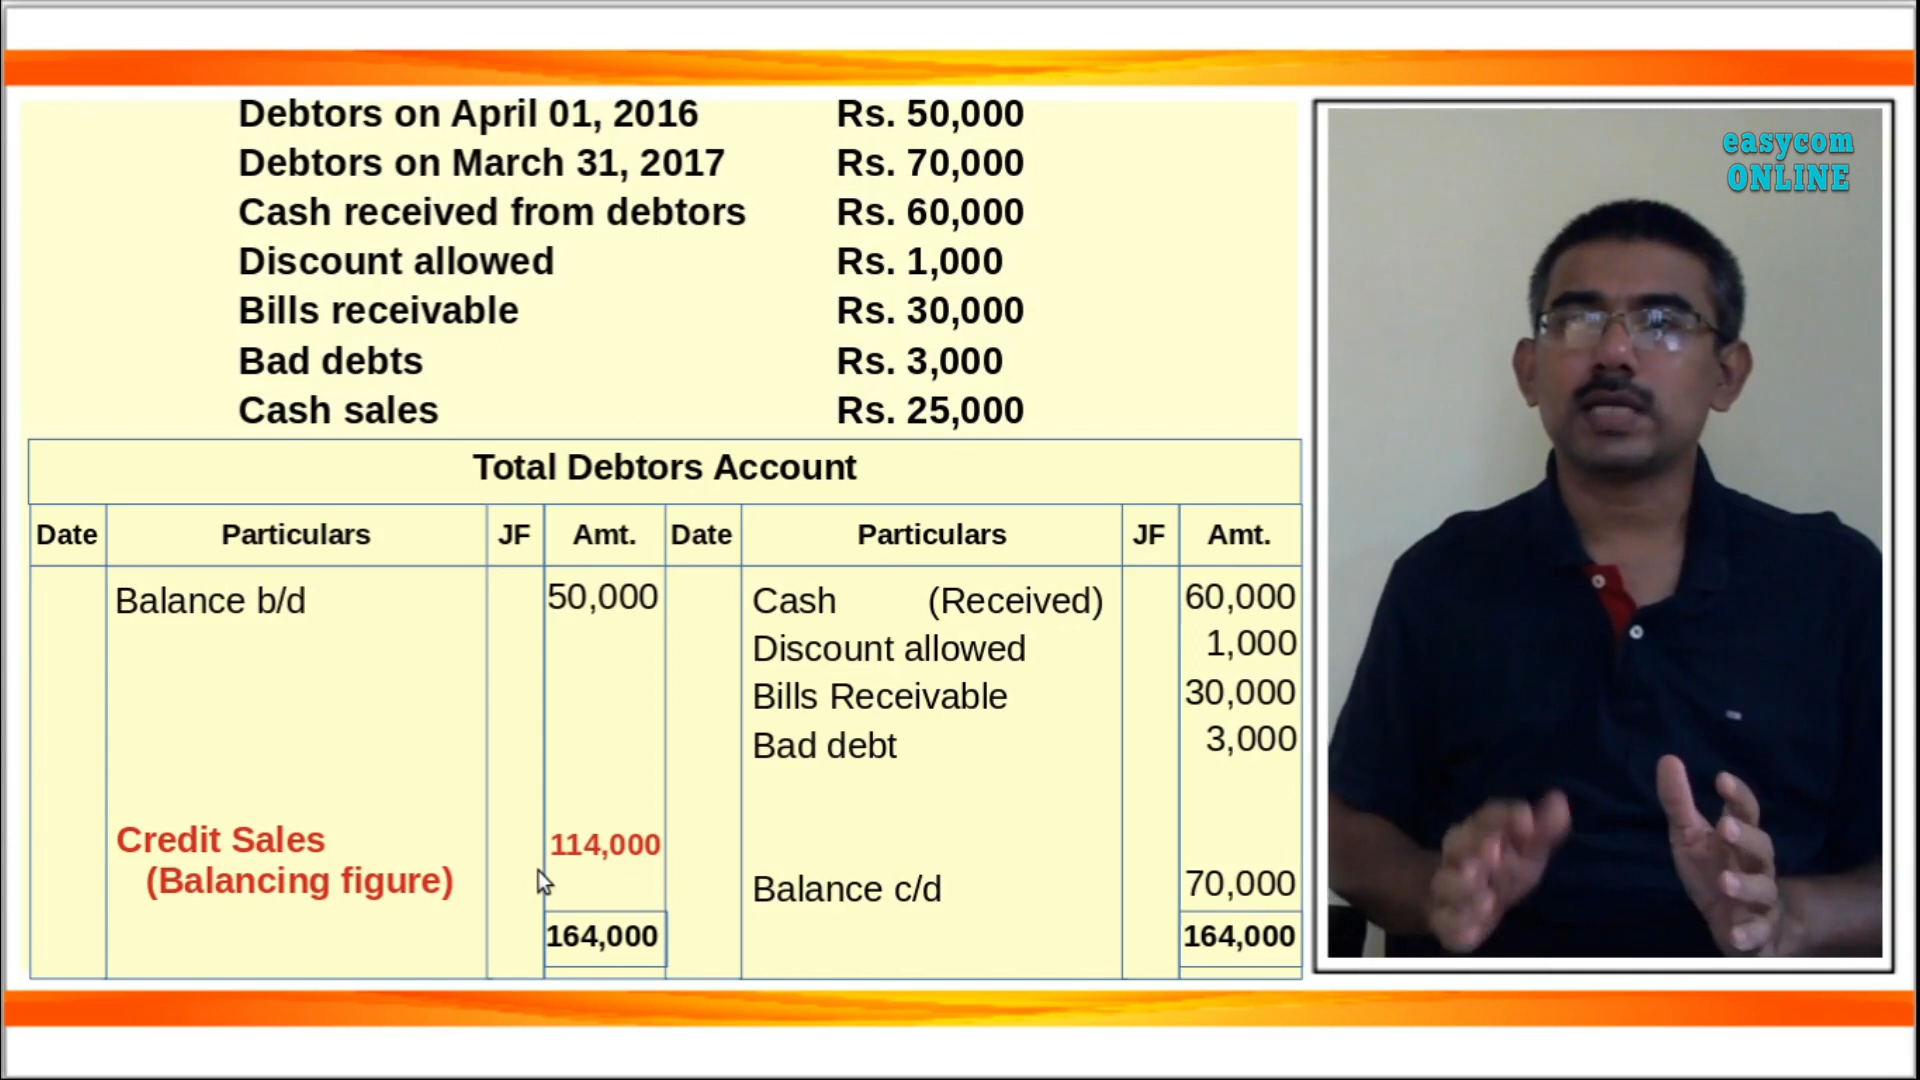 easycom
ONLINE
Debtors on April 01, 2016 Rs. 50,000
Debtors on March 31, 2017 Rs. 70,000
Cash received from debtors Rs. 60,000
Discount allowed Rs. 1,000
Bills receivable Rs. 30,000
Bad debts Rs. 3,000
Cash sales Rs. 25,000
Total Debtors Account
Date Particulars JF Amt. Date Particulars JF Amt.
Balance b/d 50,000 Cash (Received) 60,000
Discount allowed 1,000
Bills Receivable 30,000
Bad debt 3,000
Credit Sales 114,000
(Balancing figure)
Balance c/d 70,000
164,000 164,000